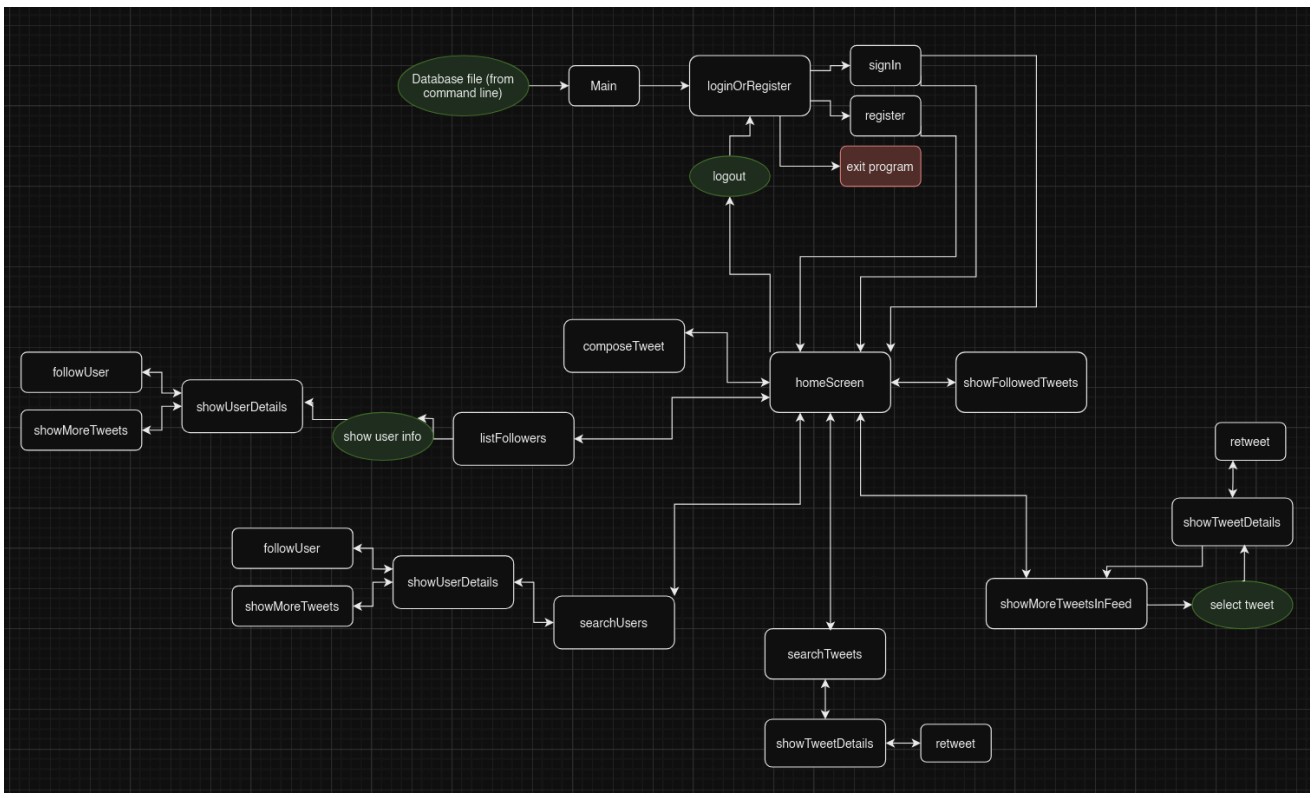 Database file (from
command line)
Main
loginOrRegister
signIn
register
exit program
logout
composeTweet
homeScreen
showFollowedTweets
followUser
showUserDetails
showMoreTweets
show user info
listFollowers
retweet
showTweetDetails
followUser
showUserDetails
showMoreTweets
searchUsers
showMoreTweetsInFeed
select tweet
searchTweets
showTweetDetails
retweet